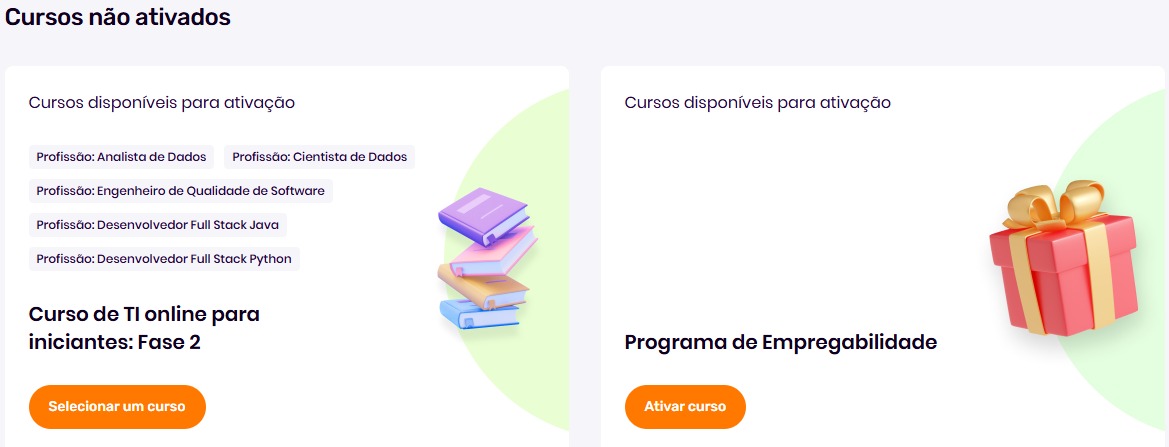 Cursos não ativados
Cursos disponíveis para ativação
Profissão: Analista de Dados
Profissão: Cientista de Dados
Profissão: Engenheiro de Qualidade de Software
Profissão: Desenvolvedor Full Stack Java
Profissão: Desenvolvedor Full Stack Python
Curso de TI online para
iniciantes: Fase 2
Selecionar um curso
Cursos disponíveis para ativação
Programa de Empregabilidade
Ativar curso